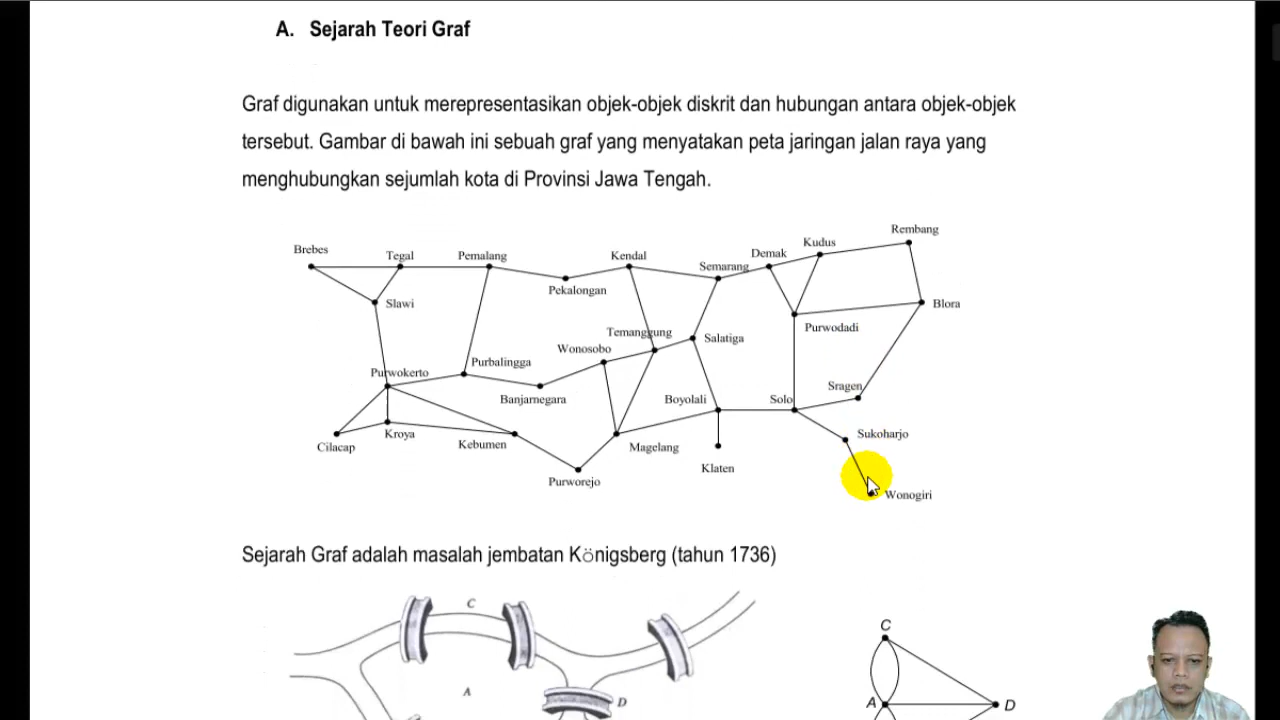 A. Sejarah Teori Graf
Graf digunakan untuk merepresentasikan objek-objek diskrit dan hubungan antara objek-objek
tersebut. Gambar di bawah ini sebuah graf yang menyatakan peta jaringan jalan raya yang
menghubungkan sejumlah kota di Provinsi Jawa Tengah.
Rembang
Kudus
Brebes
Tegal
Pemalang
Kendal
Demak
Semarang
Pekalongan
Slawi
Blora
Purwodadi
Temanggung
Salatiga
Wonosobo
Purbalingga
Purwokerto
Sragen
Banjarnegara
Boyolali
Solo
Kroya
Sukoharjo
Cilacap
Kebumen
Magelang
Klaten
Purworejo
Wonogiri
Sejarah Graf adalah masalah jembatan Königsberg (tahun 1736)
C
A
D
C
A
D